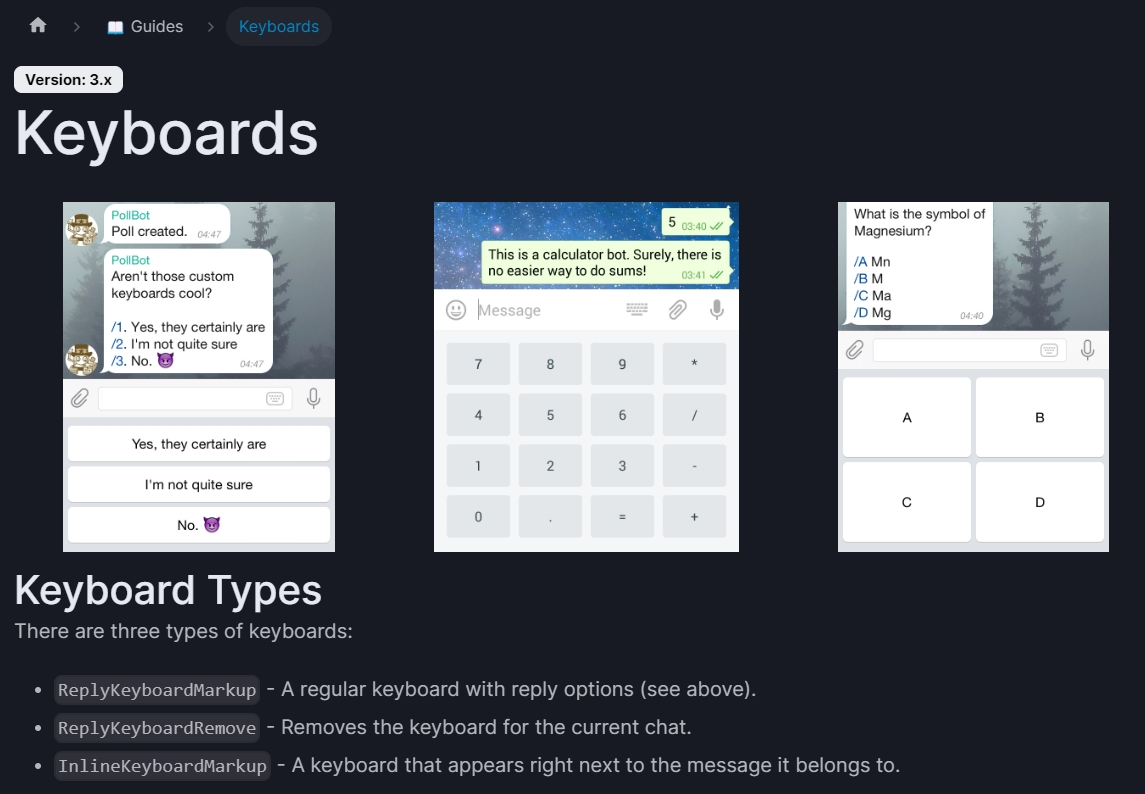 Guides
Keyboards
Version: 3.x
Keyboards
PollBot
Poll created. 04:47
PollBot
Aren't those custom
keyboards cool?
/1. Yes, they certainly are
/2. I'm not quite sure
/3. No. 😈 04:47
Yes, they certainly are
I'm not quite sure
No. 😈
5 03:40
This is a calculator bot. Surely, there is
no easier way to do sums! 03:41
Message
7 8 9 *
4 5 6 /
1 2 3 -
0 . = +
What is the symbol of
Magnesium?
/A Mn
/B M
/C Ma
/D Mg 04:40
A B
C D
Keyboard Types
There are three types of keyboards:
• ReplyKeyboardMarkup - A regular keyboard with reply options (see above).
• ReplyKeyboardRemove - Removes the keyboard for the current chat.
• InlineKeyboardMarkup - A keyboard that appears right next to the message it belongs to.